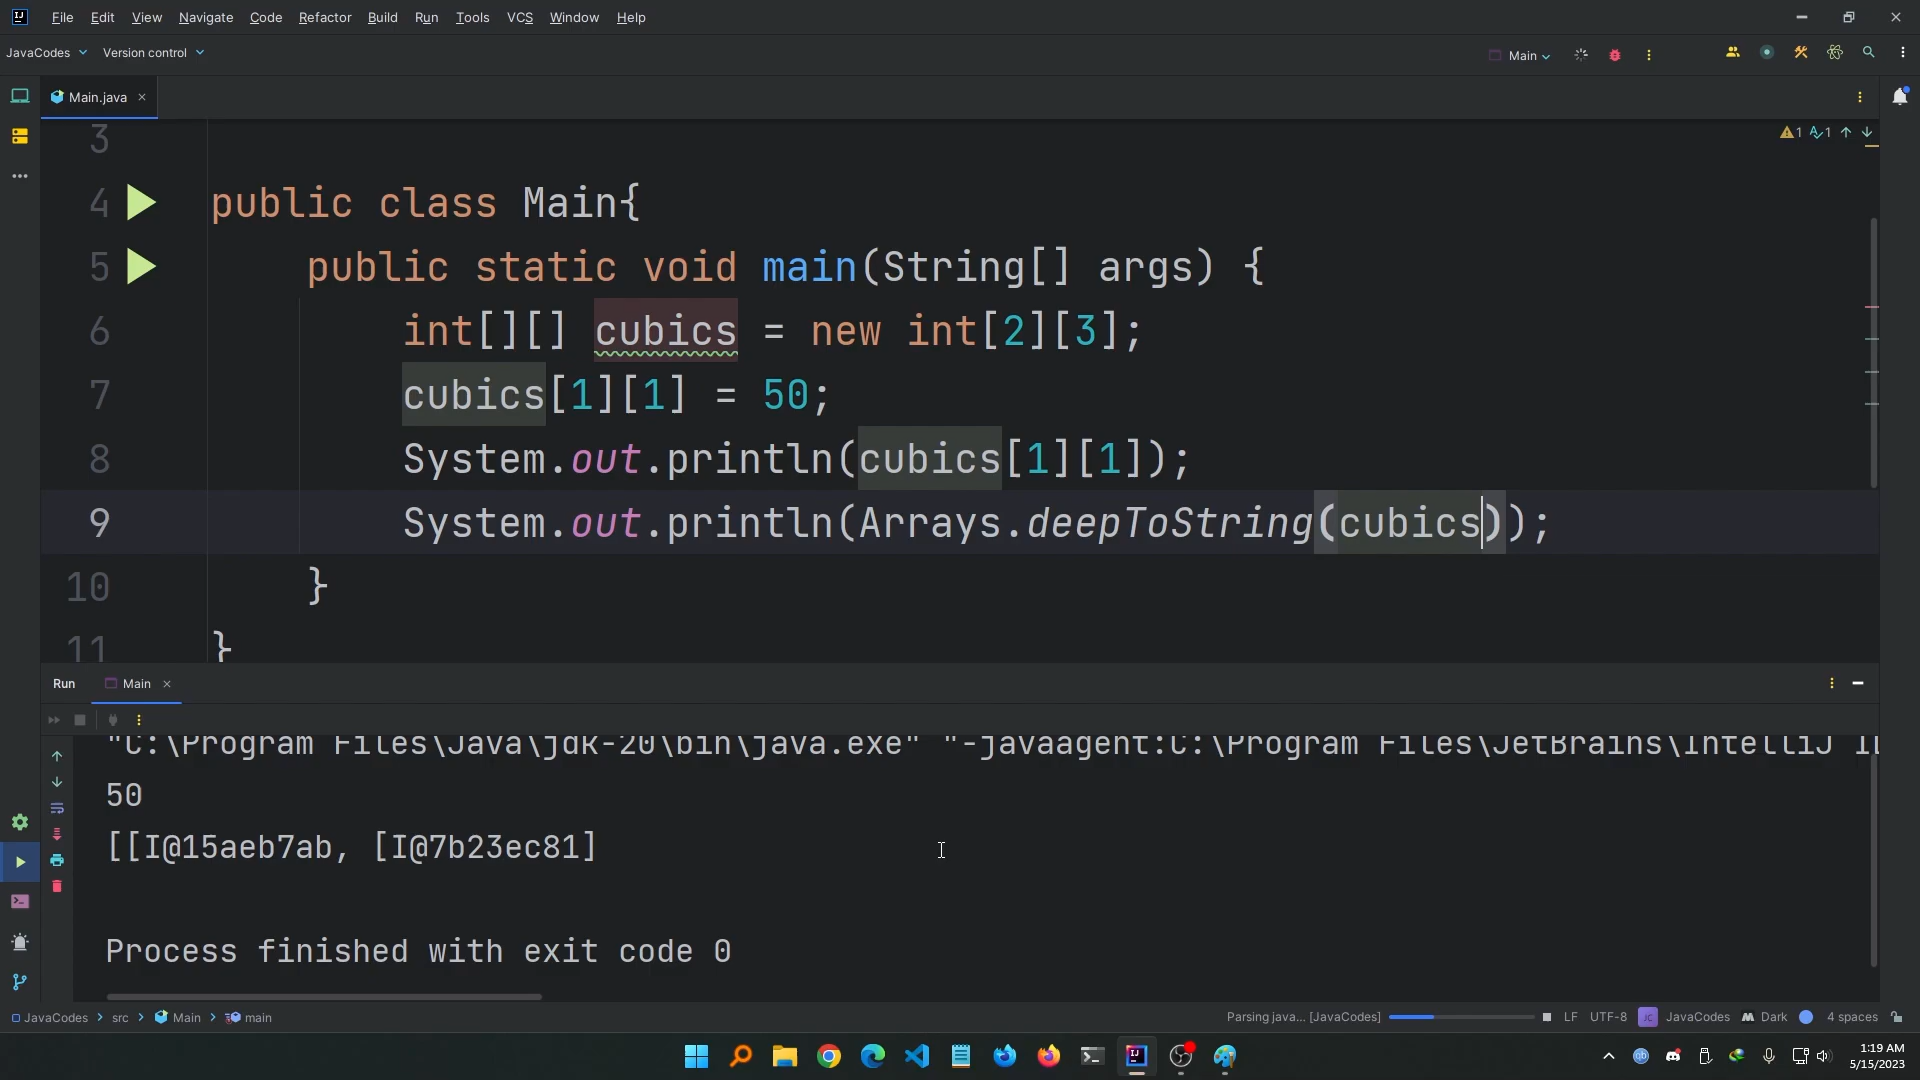 File Edit View Navigate Code Refactor Build Run Tools VCS Window Help
JavaCodes Version control Main
Main.java
1 1
3
4 public class Main{
5 public static void main(String[] args) {
6 int[][] cubics = new int[2][3];
7 cubics[1][1] = 50;
8 System.out.println(cubics[1][1]);
9 System.out.println(Arrays.deepToString(cubics));
10 }
11 }
Run Main
"C:\Program Files\Java\jdk-20\bin\java.exe" "-javaagent:C:\Program Files\JetBrains\IntelliJ
50
[[I@15aeb7ab, [I@7b23ec81]
Process finished with exit code 0
JavaCodes > src > Main > main
Parsing java... [JavaCodes] LF UTF-8 JC JavaCodes Dark 4 spaces
1:19 AM
5/15/2023